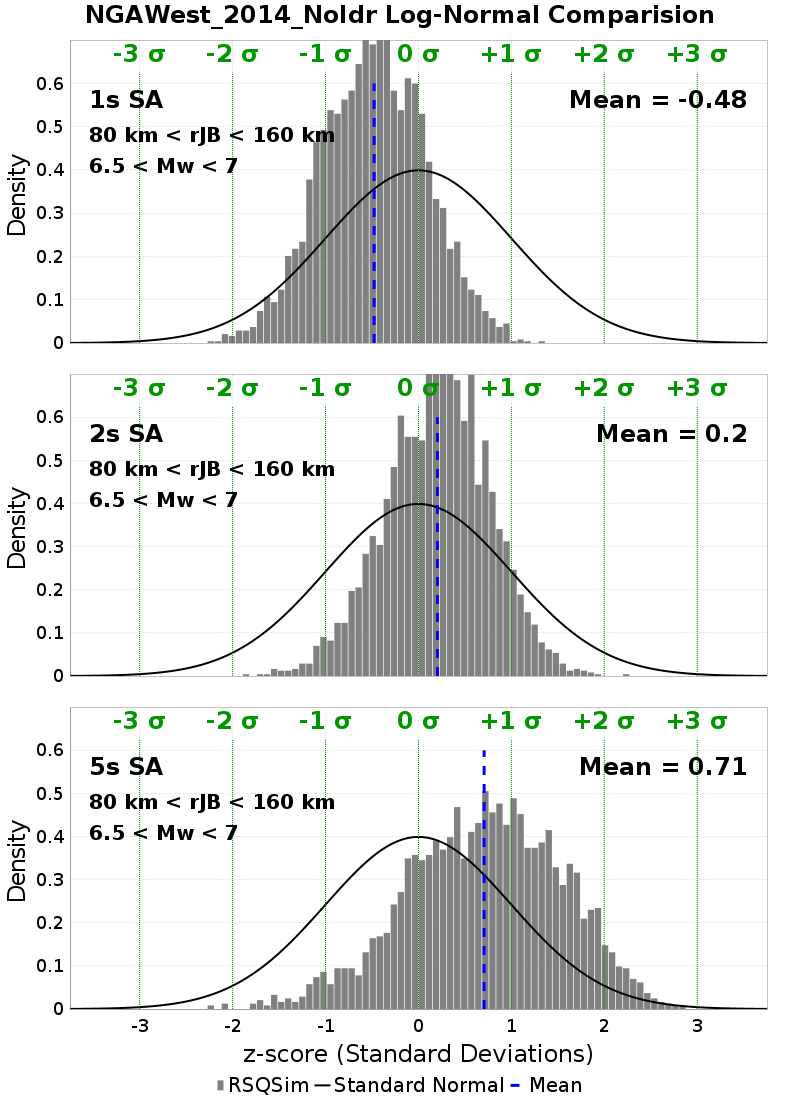 NGAWest_2014_NoIdr Log-Normal Comparision
-3 σ -2 σ -1 σ 0 σ +1 σ +2 σ +3 σ
1s SA Mean = -0.48
80 km < rJB < 160 km
6.5 < Mw < 7
Density
0.6
0.5
0.4
0.3
0.2
0.1
0
-3 σ -2 σ -1 σ 0 σ +1 σ +2 σ +3 σ
2s SA Mean = 0.2
80 km < rJB < 160 km
6.5 < Mw < 7
Density
0.6
0.5
0.4
0.3
0.2
0.1
0
-3 σ -2 σ -1 σ 0 σ +1 σ +2 σ +3 σ
5s SA Mean = 0.71
80 km < rJB < 160 km
6.5 < Mw < 7
Density
0.6
0.5
0.4
0.3
0.2
0.1
0
-3 -2 -1 0 1 2 3
z-score (Standard Deviations)
RSQSim Standard Normal Mean